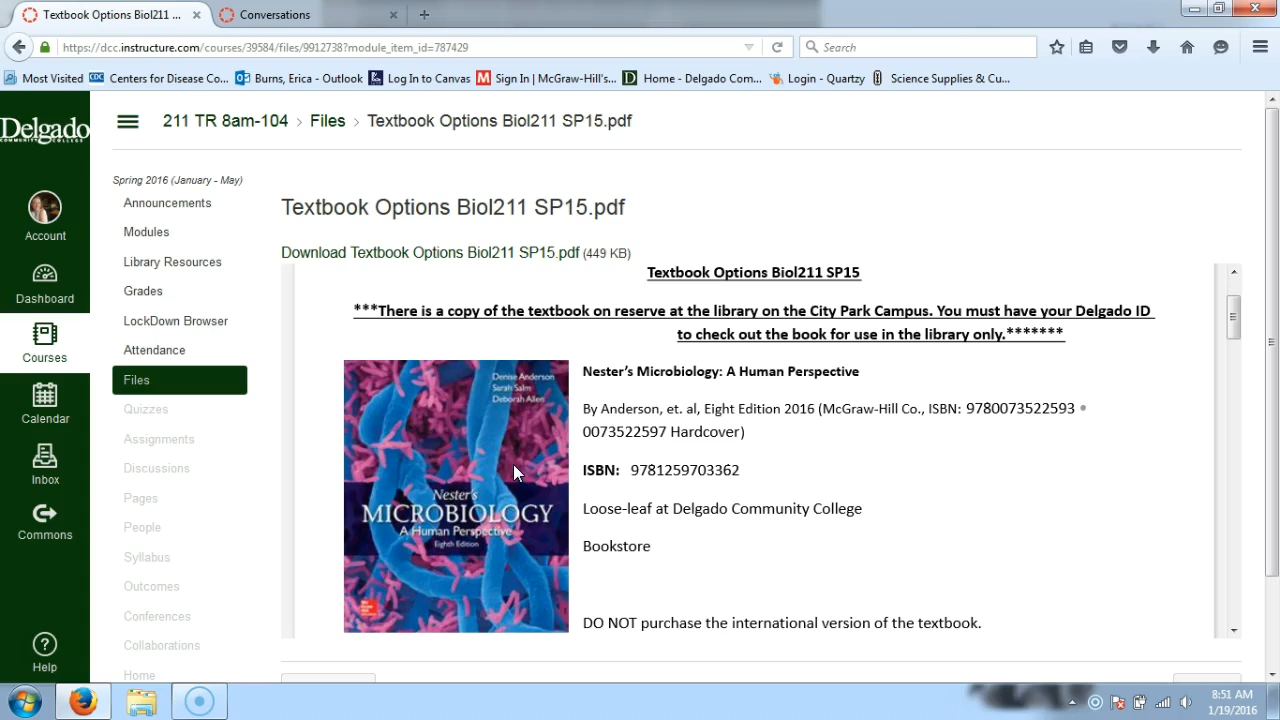 Textbook Options Biol211 ...
Conversations
https://dcc.instructure.com/courses/39584/files/9912738?module_item_id=787429
Search
Most Visited
Centers for Disease Co...
Burns, Erica - Outlook
Log In to Canvas
Sign In | McGraw-Hill's...
Home - Delgado Com...
Login - Quartzy
Science Supplies & Cu...
Delgado
COMMUNITY COLLEGE
Account
Dashboard
Courses
Calendar
Inbox
Commons
Help
211 TR 8am-104 > Files > Textbook Options Biol211 SP15.pdf
Spring 2016 (January - May)
Announcements
Modules
Library Resources
Grades
LockDown Browser
Attendance
Files
Quizzes
Assignments
Discussions
Pages
People
Syllabus
Outcomes
Conferences
Collaborations
Home
Textbook Options Biol211 SP15.pdf
Download Textbook Options Biol211 SP15.pdf (449 KB)
Textbook Options Biol211 SP15
***There is a copy of the textbook on reserve at the library on the City Park Campus. You must have your Delgado ID
to check out the book for use in the library only.*******
Denise Anderson
Sarah Salm
Deborah Allen
Nester's
MICROBIOLOGY
A Human Perspective
Eighth Edition
Nester's Microbiology: A Human Perspective
By Anderson, et. al, Eight Edition 2016 (McGraw-Hill Co., ISBN: 9780073522593 •
0073522597 Hardcover)
ISBN: 9781259703362
Loose-leaf at Delgado Community College
Bookstore
DO NOT purchase the international version of the textbook.
8:51 AM
1/19/2016